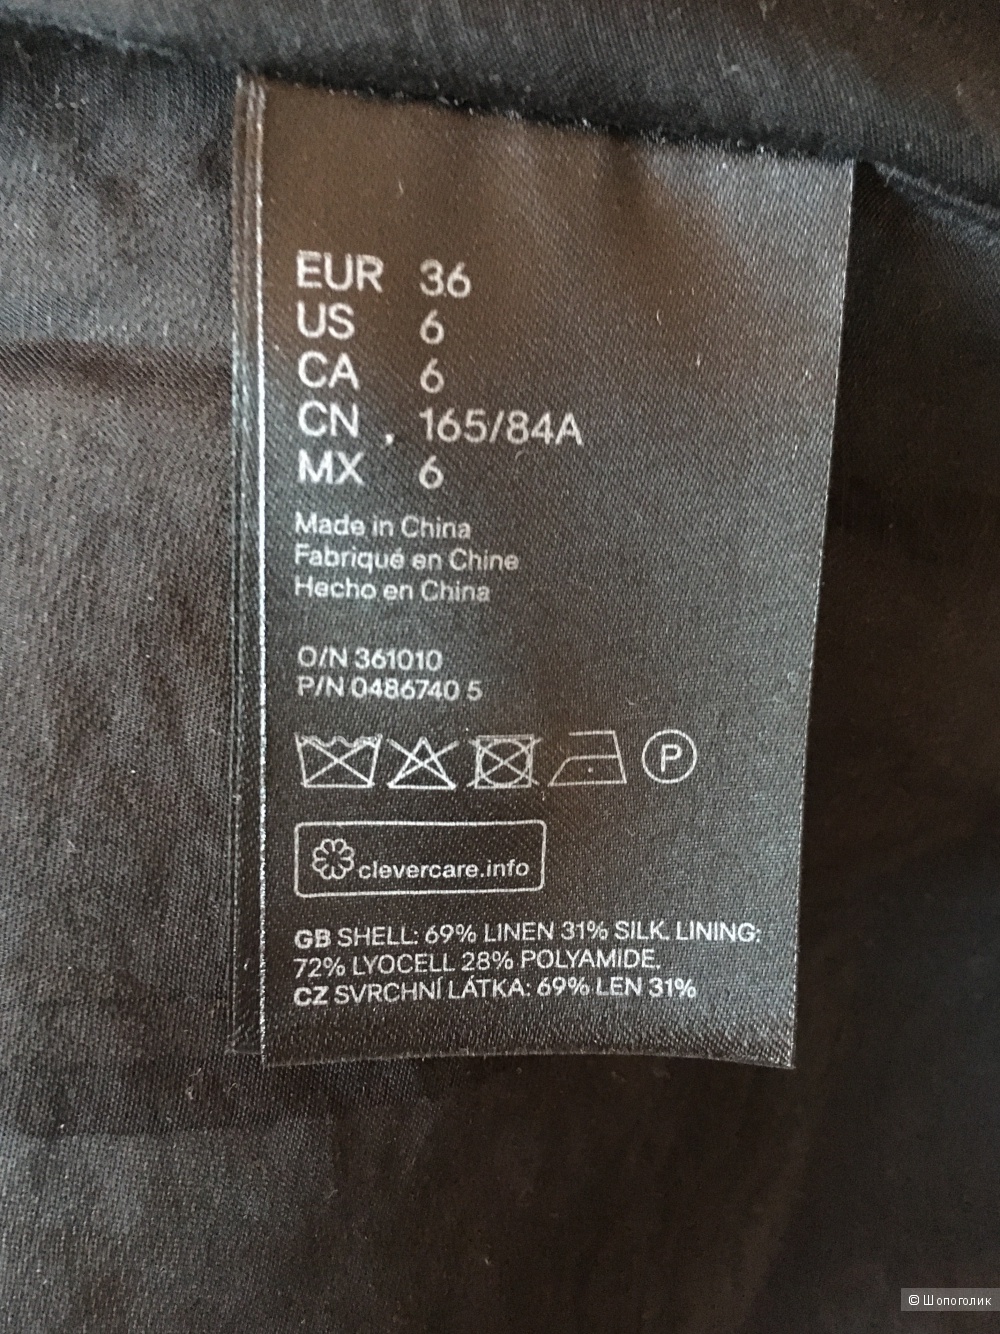 EUR 36
US 6
CA 6
CN 165/84A
MX 6
Made in China
Fabriqué en Chine
Hecho en China
O/N 361010
P/N 0486740 5
P
clevercare.info
GB SHELL: 69% LINEN 31% SILK. LINING:
72% LYOCELL 28% POLYAMIDE.
CZ SVRCHNÍ LÁTKA: 69% LEN 31%
© Шопоголик